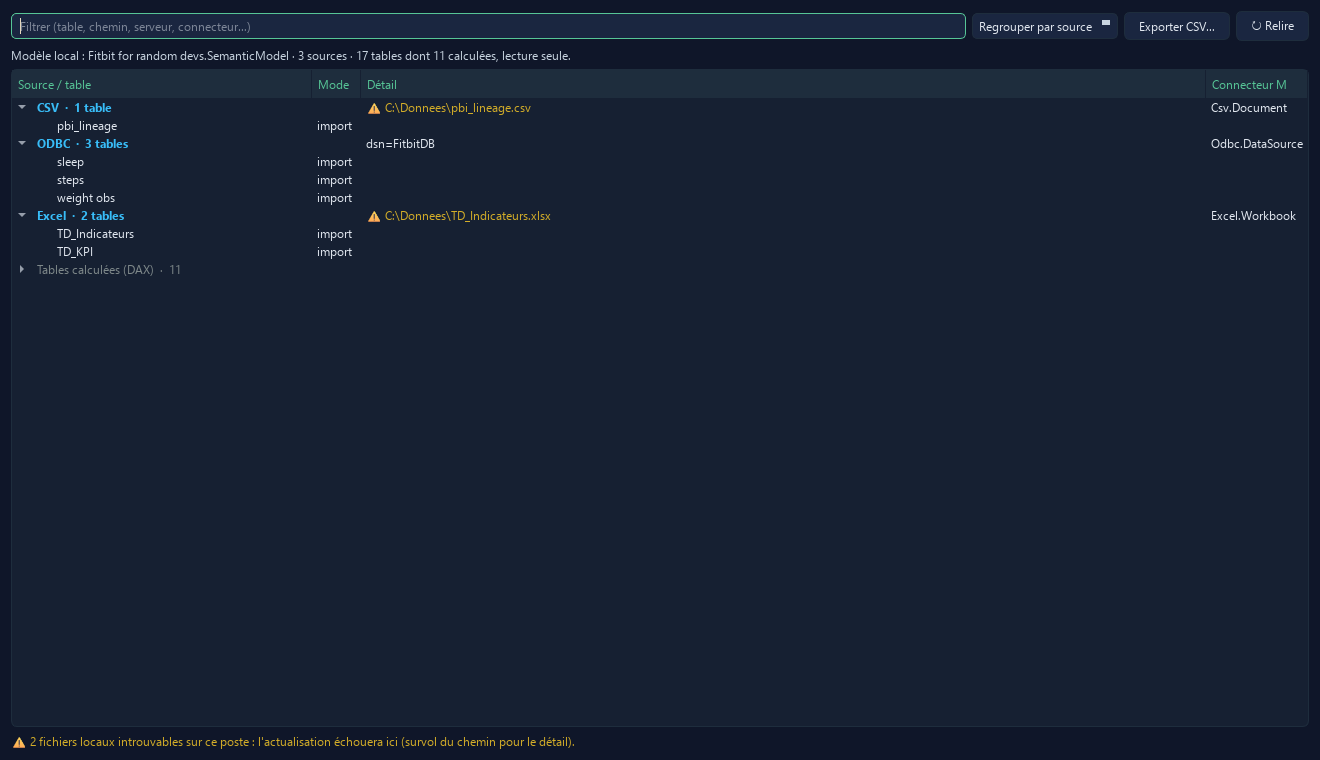 Filtrer (table, chemin, serveur, connecteur...)
Regrouper par source
Exporter CSV...
Relire
Modèle local : Fitbit for random devs.SemanticModel · 3 sources · 17 tables dont 11 calculées, lecture seule.
Source / table Mode Détail Connecteur M
CSV · 1 table C:\Donnees\pbi_lineage.csv Csv.Document
pbi_lineage import
ODBC · 3 tables dsn=FitbitDB Odbc.DataSource
sleep import
steps import
weight obs import
Excel · 2 tables C:\Donnees\TD_Indicateurs.xlsx Excel.Workbook
TD_Indicateurs import
TD_KPI import
Tables calculées (DAX) · 11
2 fichiers locaux introuvables sur ce poste : l'actualisation échouera ici (survol du chemin pour le détail).